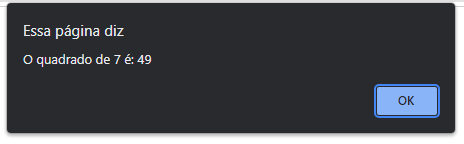 Essa página diz
O quadrado de 7 é: 49
OK